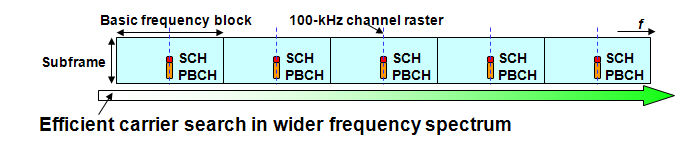 Basic frequency block
100-kHz channel raster
f
Subframe
SCH SCH SCH SCH SCH
PBCH PBCH PBCH PBCH PBCH
Efficient carrier search in wider frequency spectrum